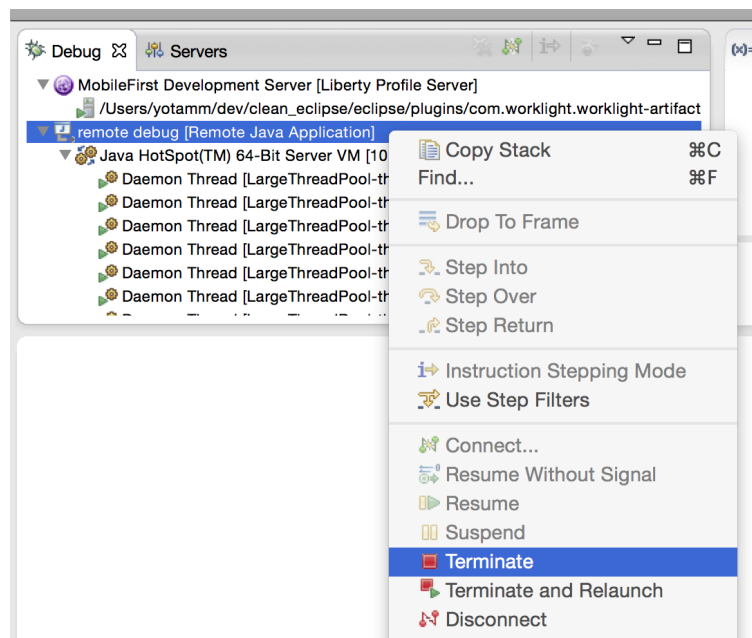 Debug
Servers
(x)=
MobileFirst Development Server [Liberty Profile Server]
/Users/yotamm/dev/clean_eclipse/eclipse/plugins/com.worklight.worklight-artifact
remote debug [Remote Java Application]
Java HotSpot(TM) 64-Bit Server VM [10
Daemon Thread [LargeThreadPool-th
Daemon Thread [LargeThreadPool-th
Daemon Thread [LargeThreadPool-th
Daemon Thread [LargeThreadPool-th
Daemon Thread [LargeThreadPool-th
Daemon Thread [LargeThreadPool-th
Copy Stack ⌘C
Find... ⌘F
Drop To Frame
Step Into
Step Over
Step Return
Instruction Stepping Mode
Use Step Filters
Connect...
Resume Without Signal
Resume
Suspend
Terminate
Terminate and Relaunch
Disconnect